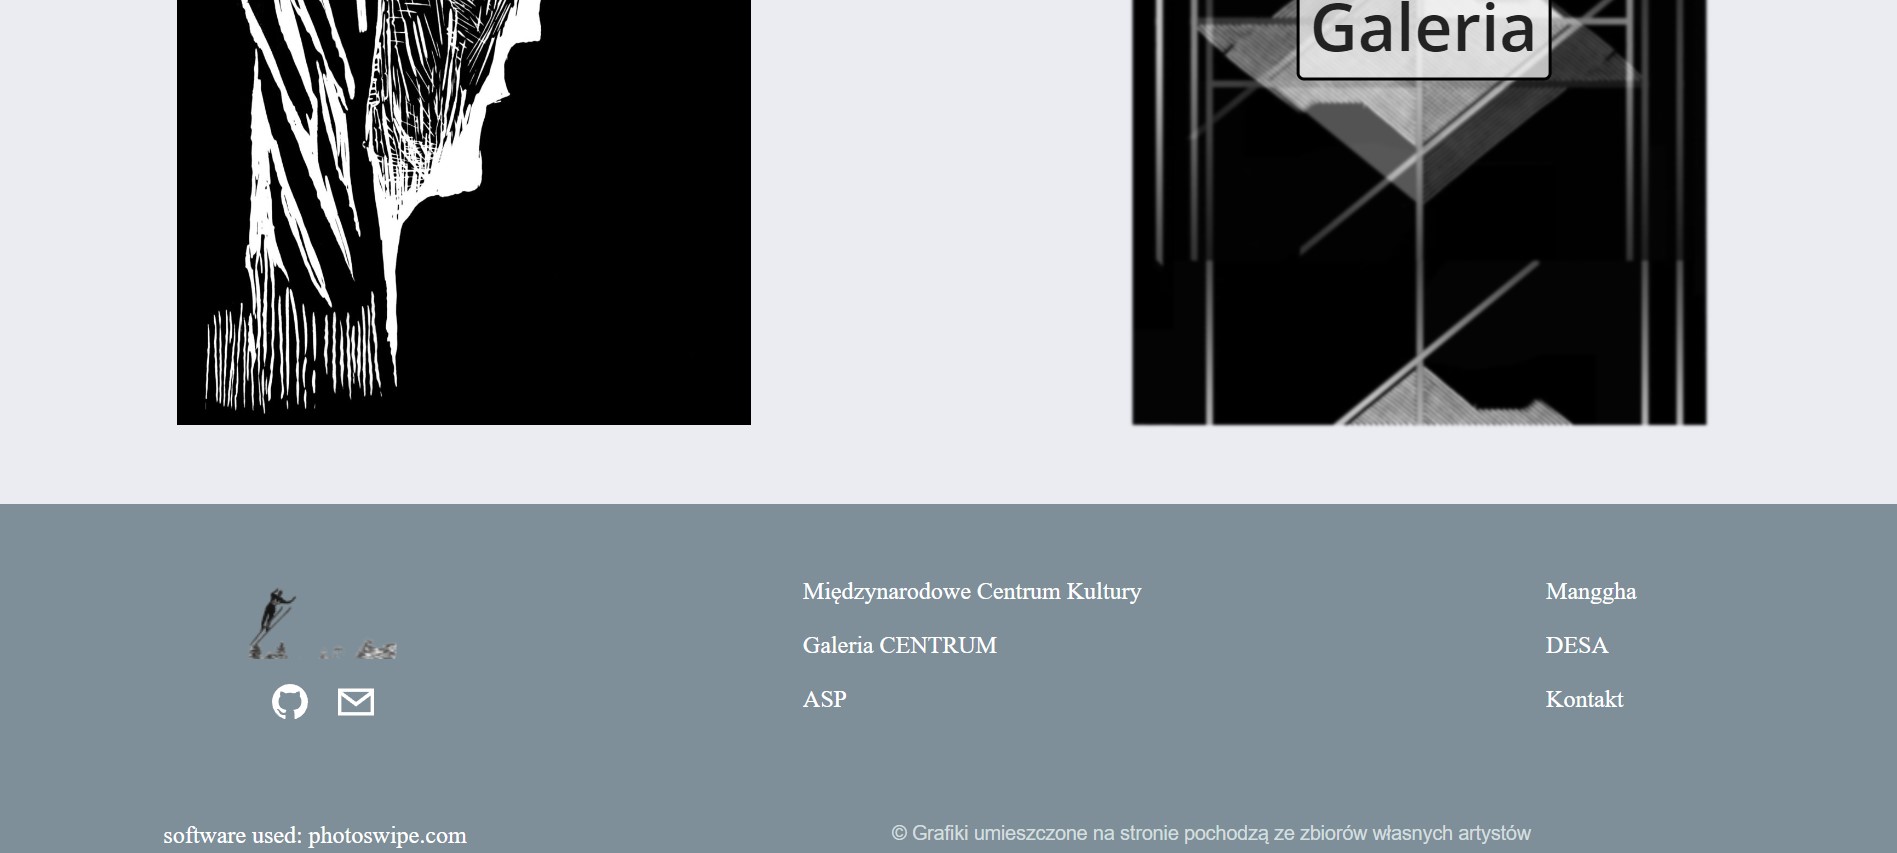 Galeria
Międzynarodowe Centrum Kultury
Galeria CENTRUM
ASP
Manggha
DESA
Kontakt
software used: photoswipe.com
© Grafiki umieszczone na stronie pochodzą ze zbiorów własnych artystów